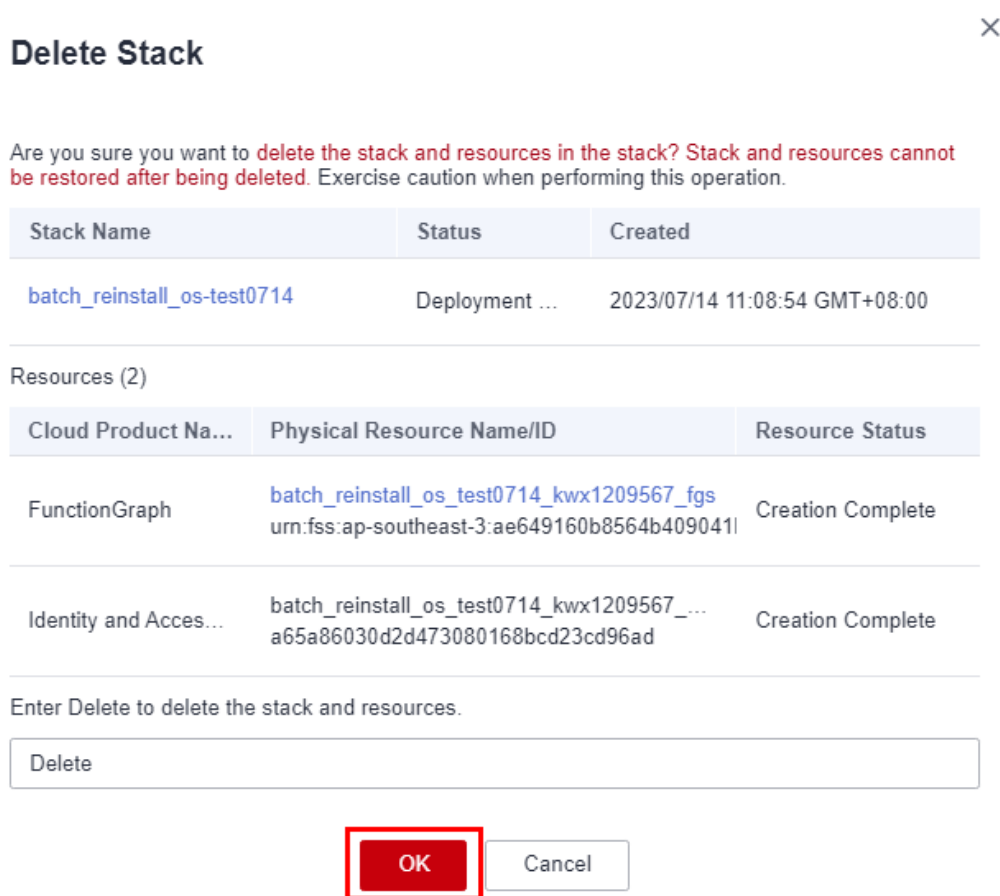 Delete Stack
Are you sure you want to delete the stack and resources in the stack? Stack and resources cannot
be restored after being deleted. Exercise caution when performing this operation.
Stack Name Status Created
batch_reinstall_os-test0714 Deployment ... 2023/07/14 11:08:54 GMT+08:00
Resources (2)
Cloud Product Na... Physical Resource Name/ID Resource Status
FunctionGraph batch_reinstall_os_test0714_kwx1209567_fgs Creation Complete
urn:fss:ap-southeast-3:ae649160b8564b409041
Identity and Acces... batch_reinstall_os_test0714_kwx1209567_... Creation Complete
a65a86030d2d473080168bcd23cd96ad
Enter Delete to delete the stack and resources.
Delete
OK Cancel